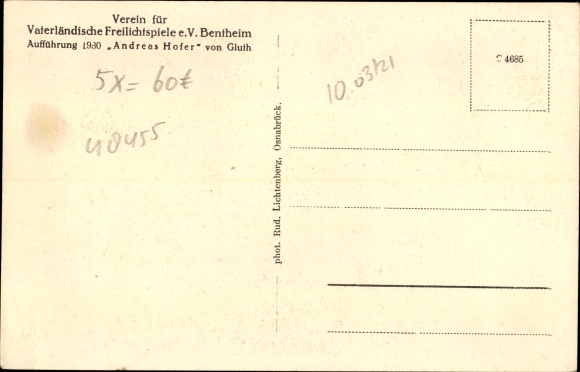 Verein für
Vaterländische Freilichtspiele e.V. Bentheim
Aufführung 1930 „Andreas Hofer“ von Gluth
5x= 60€
48455
10.03/21
C 4685
phot. Rud. Lichtenberg, Osnabrück.